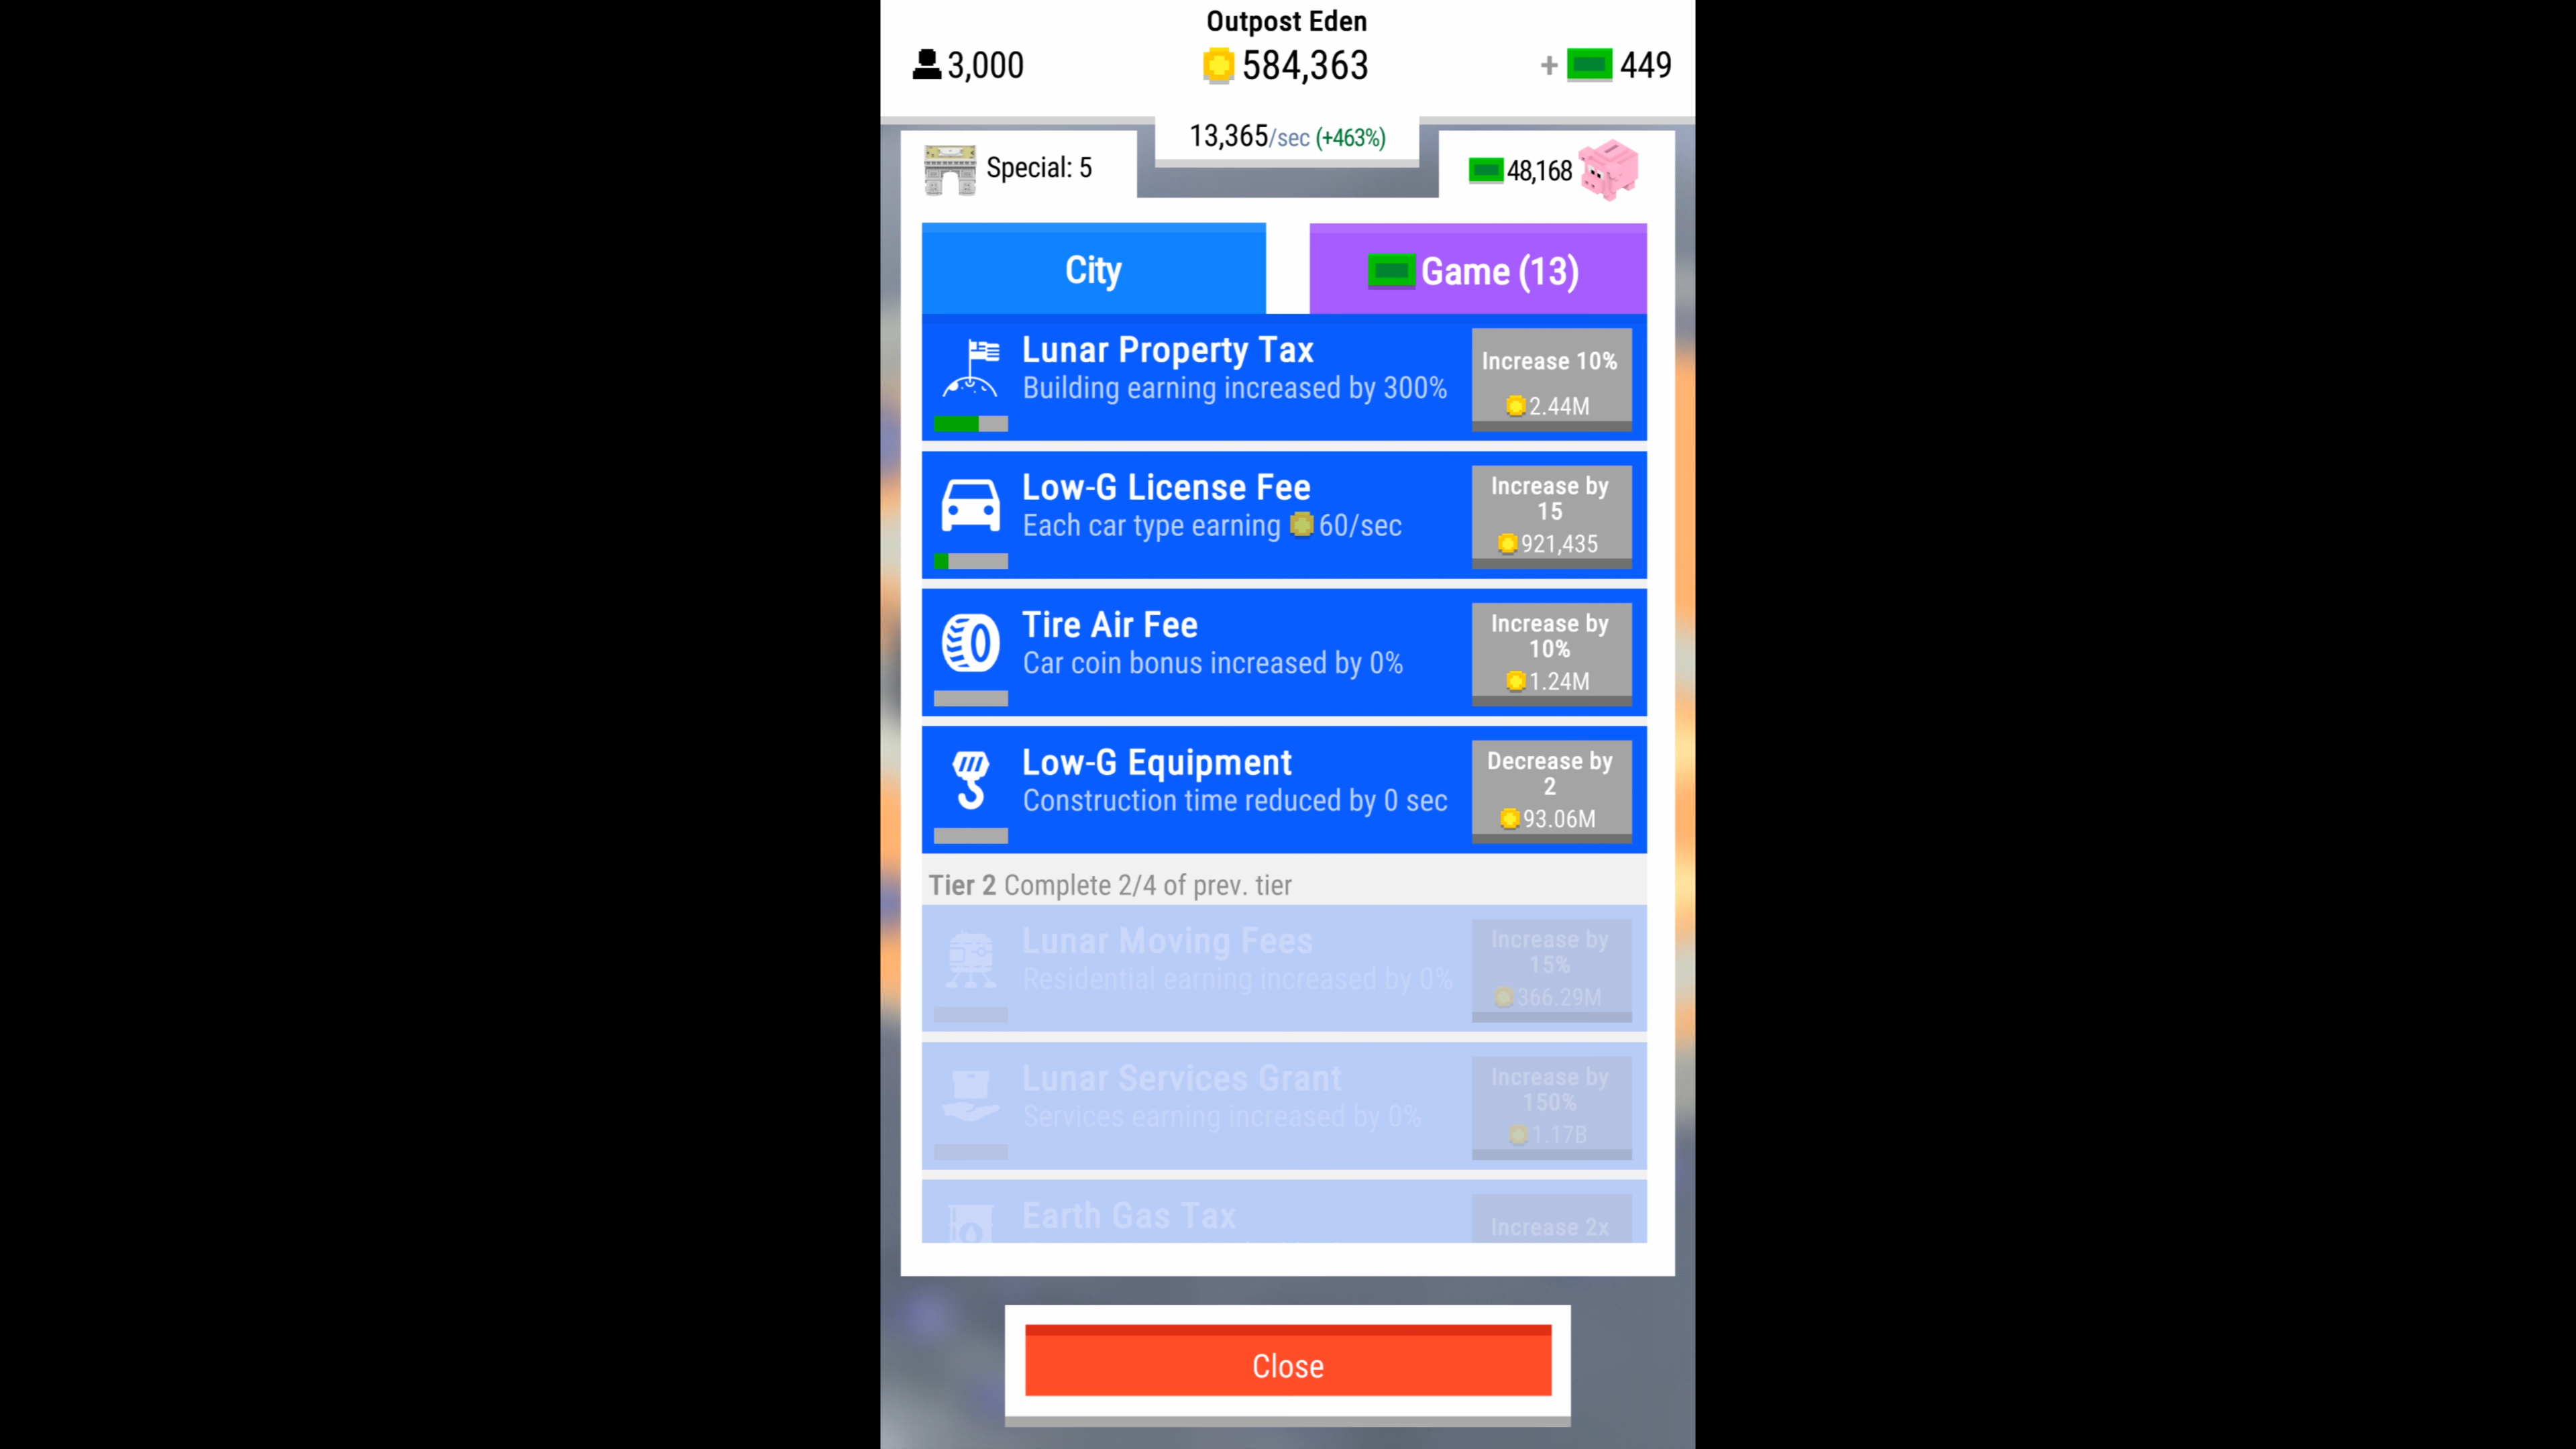 Outpost Eden
3,000
584,363
+ 449
13,365/sec (+463%)
Special: 5
48,168
City
Game (13)
Lunar Property Tax
Building earning increased by 300%
Increase 10%
2.44M
Low-G License Fee
Each car type earning 60/sec
Increase by
15
921,435
Tire Air Fee
Car coin bonus increased by 0%
Increase by
10%
1.24M
Low-G Equipment
Construction time reduced by 0 sec
Decrease by
2
93.06M
Tier 2 Complete 2/4 of prev. tier
Lunar Moving Fees
Residential earning increased by 0%
Increase by
15%
366.29M
Lunar Services Grant
Services earning increased by 0%
Increase by
150%
1.17B
Earth Gas Tax
Increase 2x
Close